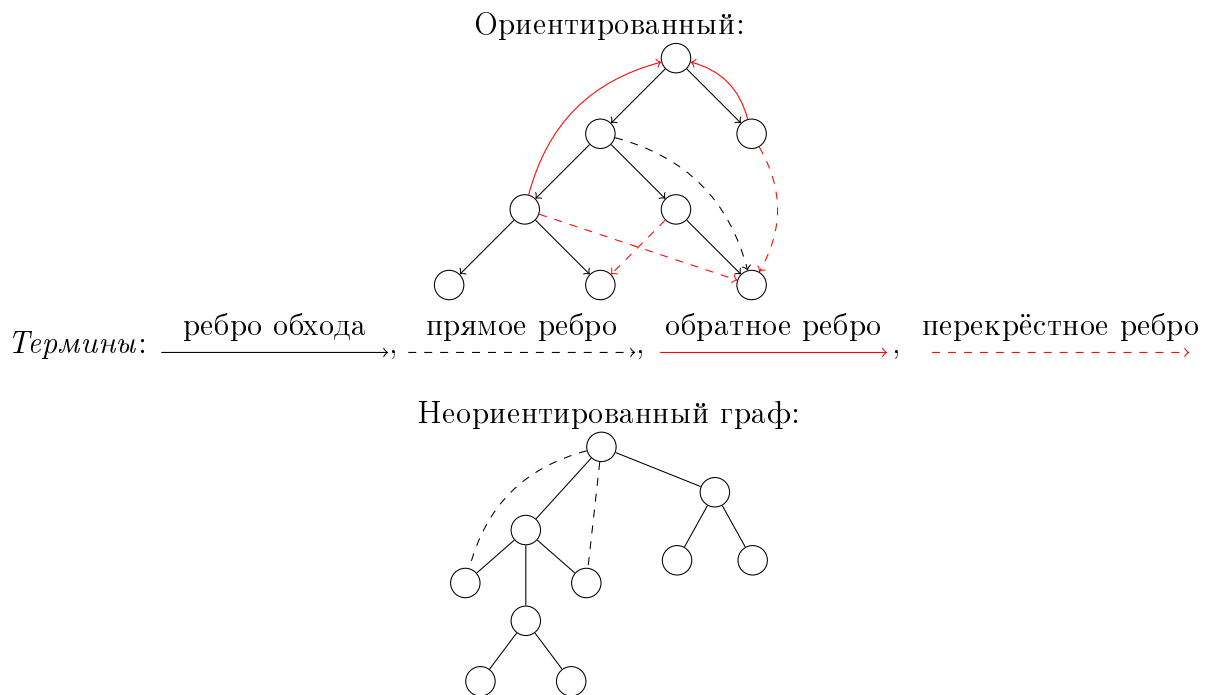 Ориентированный:
Термины: ребро обхода, прямое ребро, обратное ребро, перекрёстное ребро
Неориентированный граф: